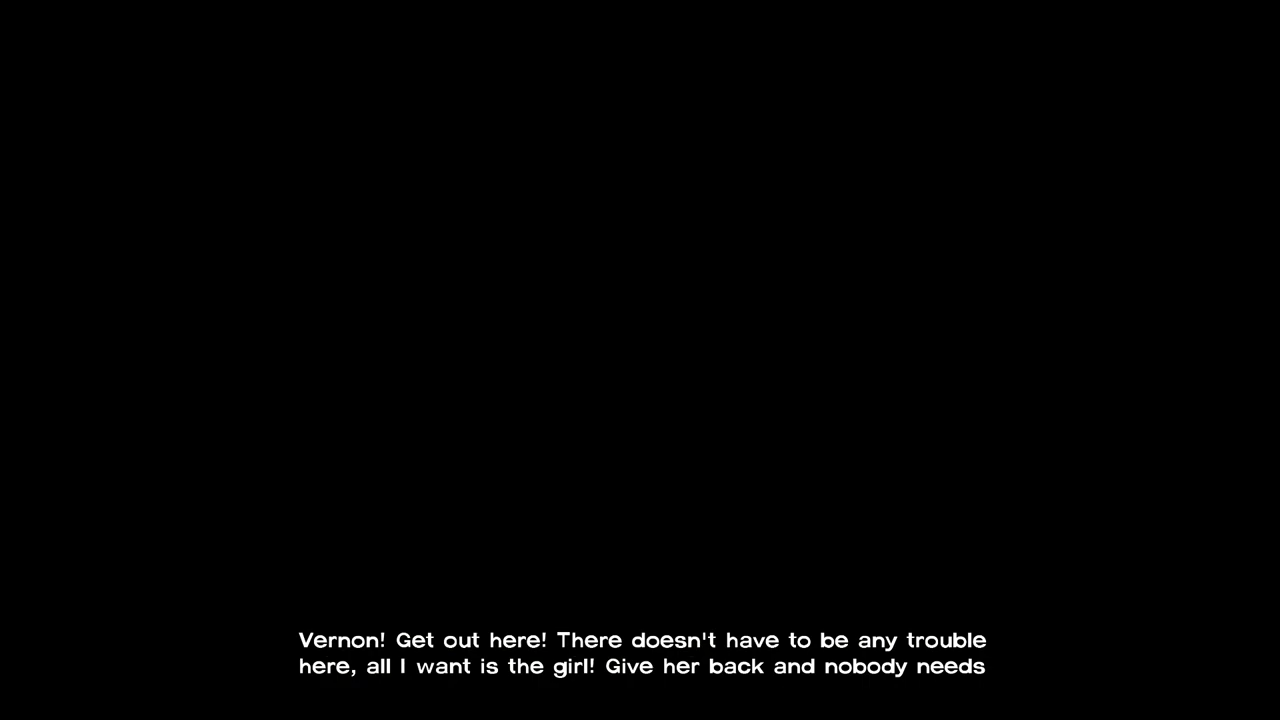 Vernon! Get out here! There doesn't have to be any trouble
here, all I want is the girl! Give her back and nobody needs